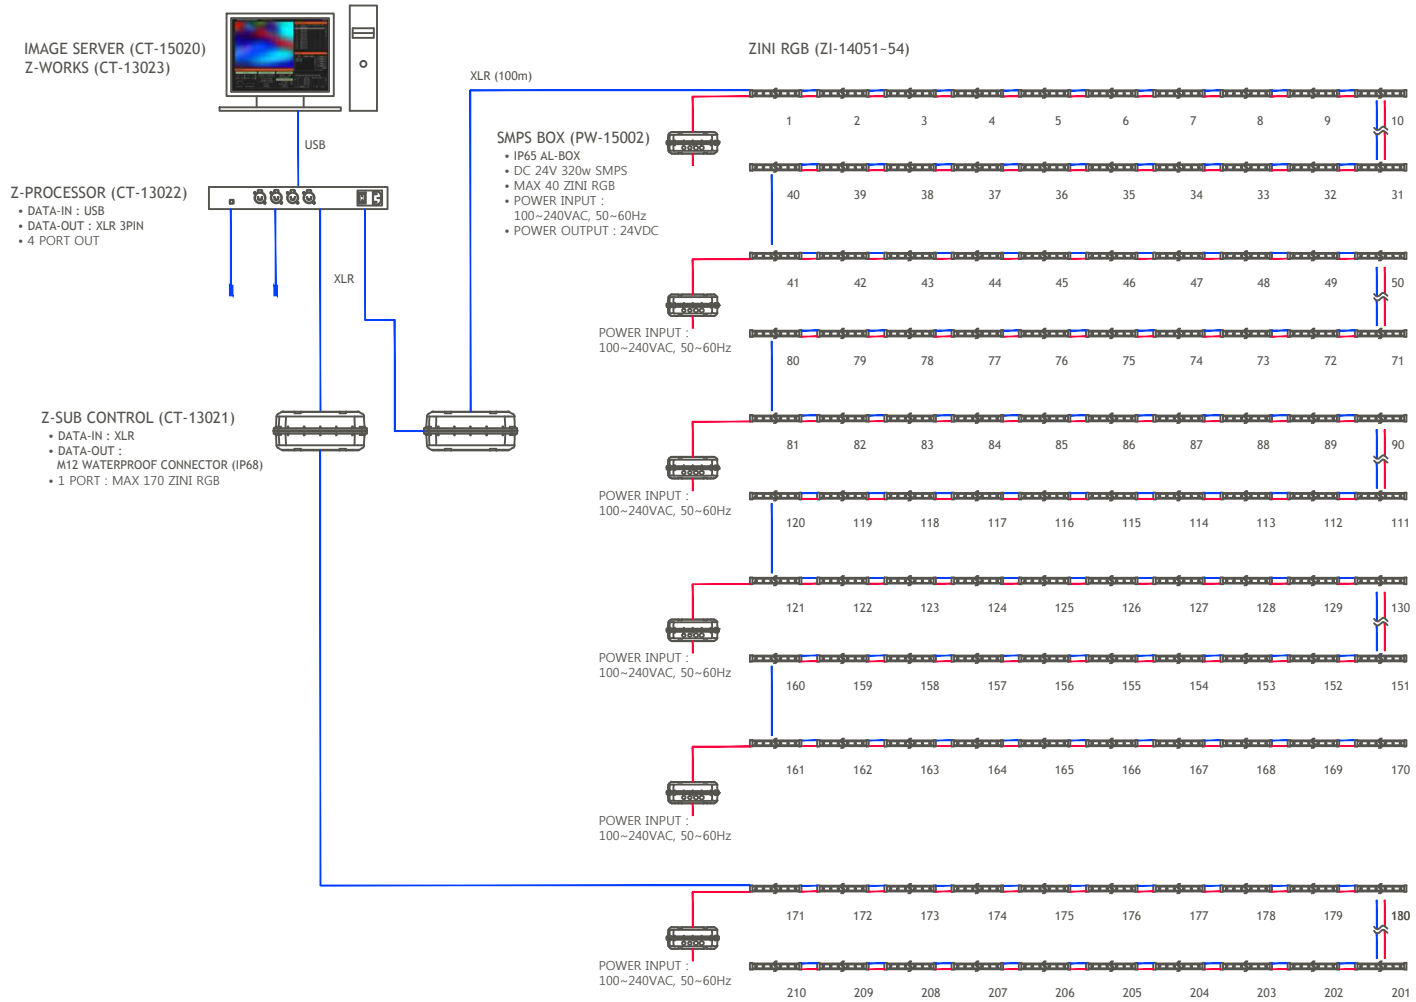 IMAGE SERVER (CT-15020)
Z-WORKS (CT-13023)
USB
Z-PROCESSOR (CT-13022)
• DATA-IN : USB
• DATA-OUT : XLR 3PIN
• 4 PORT OUT
XLR
Z-SUB CONTROL (CT-13021)
• DATA-IN : XLR
• DATA-OUT :
M12 WATERPROOF CONNECTOR (IP68)
• 1 PORT : MAX 170 ZINI RGB
XLR (100m)
SMPS BOX (PW-15002)
• IP65 AL-BOX
• DC 24V 320w SMPS
• MAX 40 ZINI RGB
• POWER INPUT :
100~240VAC, 50~60Hz
• POWER OUTPUT : 24VDC
ZINI RGB (ZI-14051~54)
1 2 3 4 5 6 7 8 9 10
40 39 38 37 36 35 34 33 32 31
41 42 43 44 45 46 47 48 49 50
POWER INPUT :
100~240VAC, 50~60Hz
80 79 78 77 76 75 74 73 72 71
81 82 83 84 85 86 87 88 89 90
POWER INPUT :
100~240VAC, 50~60Hz
120 119 118 117 116 115 114 113 112 111
121 122 123 124 125 126 127 128 129 130
POWER INPUT :
100~240VAC, 50~60Hz
160 159 158 157 156 155 154 153 152 151
161 162 163 164 165 166 167 168 169 170
POWER INPUT :
100~240VAC, 50~60Hz
171 172 173 174 175 176 177 178 179 180
POWER INPUT :
100~240VAC, 50~60Hz
210 209 208 207 206 205 204 203 202 201